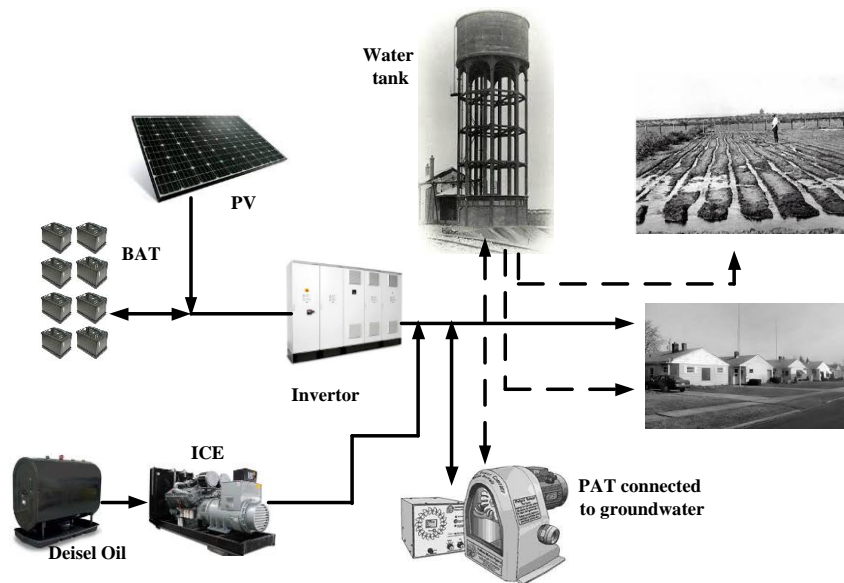 Water
tank
PV
BAT
Invertor
ICE
Deisel Oil
PAT connected
to groundwater